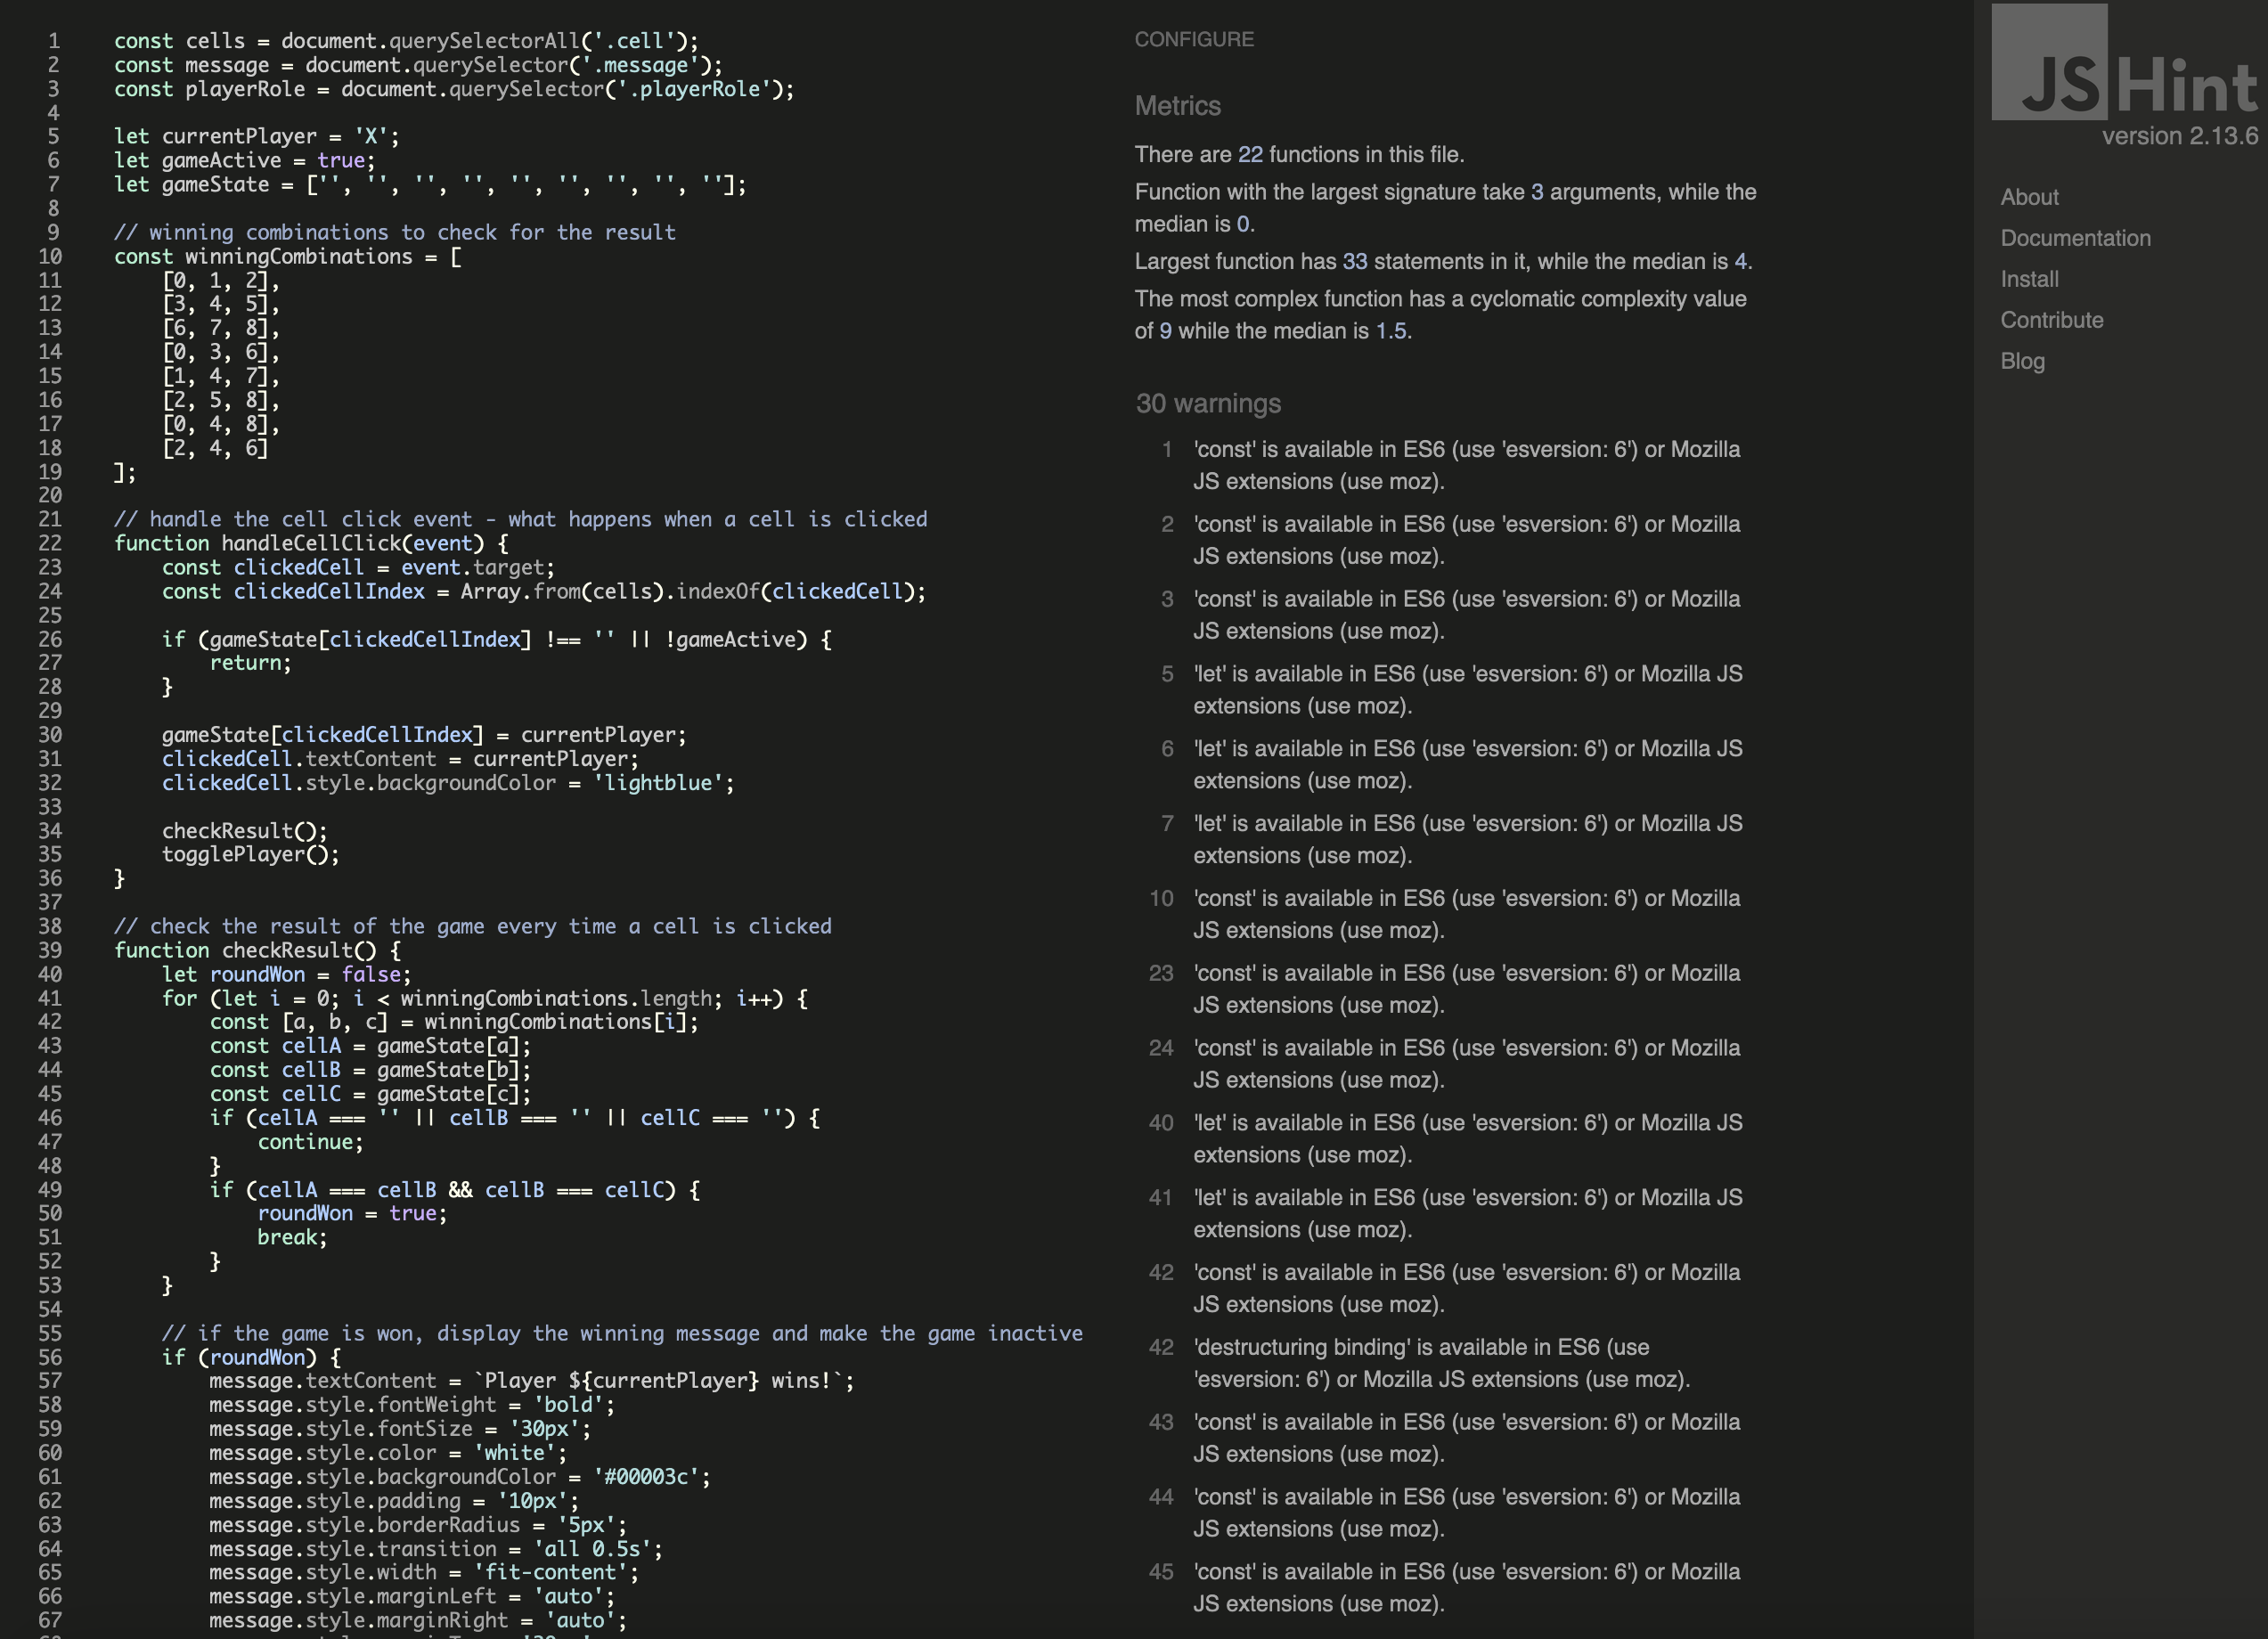 1 const cells = document.querySelectorAll('.cell');
2 const message = document.querySelector('.message');
3 const playerRole = document.querySelector('.playerRole');
4
5 let currentPlayer = 'X';
6 let gameActive = true;
7 let gameState = ['', '', '', '', '', '', '', '', ''];
8
9 // winning combinations to check for the result
10 const winningCombinations = [
11 [0, 1, 2],
12 [3, 4, 5],
13 [6, 7, 8],
14 [0, 3, 6],
15 [1, 4, 7],
16 [2, 5, 8],
17 [0, 4, 8],
18 [2, 4, 6]
19 ];
20
21 // handle the cell click event - what happens when a cell is clicked
22 function handleCellClick(event) {
23 const clickedCell = event.target;
24 const clickedCellIndex = Array.from(cells).indexOf(clickedCell);
25
26 if (gameState[clickedCellIndex] !== '' || !gameActive) {
27 return;
28 }
29
30 gameState[clickedCellIndex] = currentPlayer;
31 clickedCell.textContent = currentPlayer;
32 clickedCell.style.backgroundColor = 'lightblue';
33
34 checkResult();
35 togglePlayer();
36 }
37
38 // check the result of the game every time a cell is clicked
39 function checkResult() {
40 let roundWon = false;
41 for (let i = 0; i < winningCombinations.length; i++) {
42 const [a, b, c] = winningCombinations[i];
43 const cellA = gameState[a];
44 const cellB = gameState[b];
45 const cellC = gameState[c];
46 if (cellA === '' || cellB === '' || cellC === '') {
47 continue;
48 }
49 if (cellA === cellB && cellB === cellC) {
50 roundWon = true;
51 break;
52 }
53 }
54
55 // if the game is won, display the winning message and make the game inactive
56 if (roundWon) {
57 message.textContent = `Player ${currentPlayer} wins!`;
58 message.style.fontWeight = 'bold';
59 message.style.fontSize = '30px';
60 message.style.color = 'white';
61 message.style.backgroundColor = '#00003c';
62 message.style.padding = '10px';
63 message.style.borderRadius = '5px';
64 message.style.transition = 'all 0.5s';
65 message.style.width = 'fit-content';
66 message.style.marginLeft = 'auto';
67 message.style.marginRight = 'auto';
CONFIGURE
Metrics
There are 22 functions in this file.
Function with the largest signature take 3 arguments, while the
median is 0.
Largest function has 33 statements in it, while the median is 4.
The most complex function has a cyclomatic complexity value
of 9 while the median is 1.5.
30 warnings
1 'const' is available in ES6 (use 'esversion: 6') or Mozilla
JS extensions (use moz).
2 'const' is available in ES6 (use 'esversion: 6') or Mozilla
JS extensions (use moz).
3 'const' is available in ES6 (use 'esversion: 6') or Mozilla
JS extensions (use moz).
5 'let' is available in ES6 (use 'esversion: 6') or Mozilla JS
extensions (use moz).
6 'let' is available in ES6 (use 'esversion: 6') or Mozilla JS
extensions (use moz).
7 'let' is available in ES6 (use 'esversion: 6') or Mozilla JS
extensions (use moz).
10 'const' is available in ES6 (use 'esversion: 6') or Mozilla
JS extensions (use moz).
23 'const' is available in ES6 (use 'esversion: 6') or Mozilla
JS extensions (use moz).
24 'const' is available in ES6 (use 'esversion: 6') or Mozilla
JS extensions (use moz).
40 'let' is available in ES6 (use 'esversion: 6') or Mozilla JS
extensions (use moz).
41 'let' is available in ES6 (use 'esversion: 6') or Mozilla JS
extensions (use moz).
42 'const' is available in ES6 (use 'esversion: 6') or Mozilla
JS extensions (use moz).
42 'destructuring binding' is available in ES6 (use
'esversion: 6') or Mozilla JS extensions (use moz).
43 'const' is available in ES6 (use 'esversion: 6') or Mozilla
JS extensions (use moz).
44 'const' is available in ES6 (use 'esversion: 6') or Mozilla
JS extensions (use moz).
45 'const' is available in ES6 (use 'esversion: 6') or Mozilla
JS extensions (use moz).
JSHint
version 2.13.6
About
Documentation
Install
Contribute
Blog